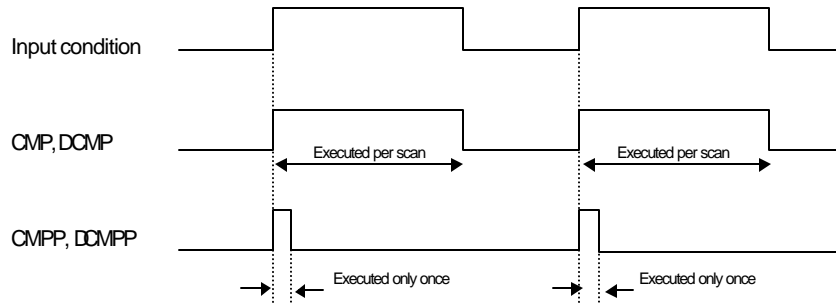 Input condition
CMP, DCMP
Executed per scan
Executed per scan
CMPP, DCMPP
Executed only once
Executed only once